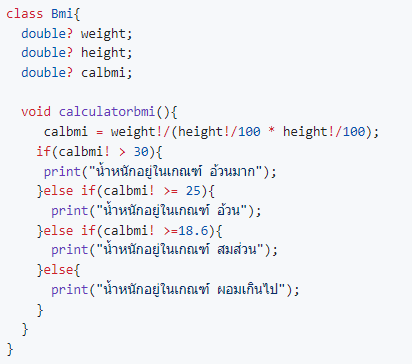 class Bmi{
double? weight;
double? height;
double? calbmi;
void calculatorbmi(){
calbmi = weight!/(height!/100 * height!/100);
if(calbmi! > 30){
print("น้ำหนักอยู่ในเกณฑ์ อ้วนมาก");
}else if(calbmi! >= 25){
print("น้ำหนักอยู่ในเกณฑ์ อ้วน");
}else if(calbmi! >=18.6){
print("น้ำหนักอยู่ในเกณฑ์ สมส่วน");
}else{
print("น้ำหนักอยู่ในเกณฑ์ ผอมเกินไป");
}
}
}